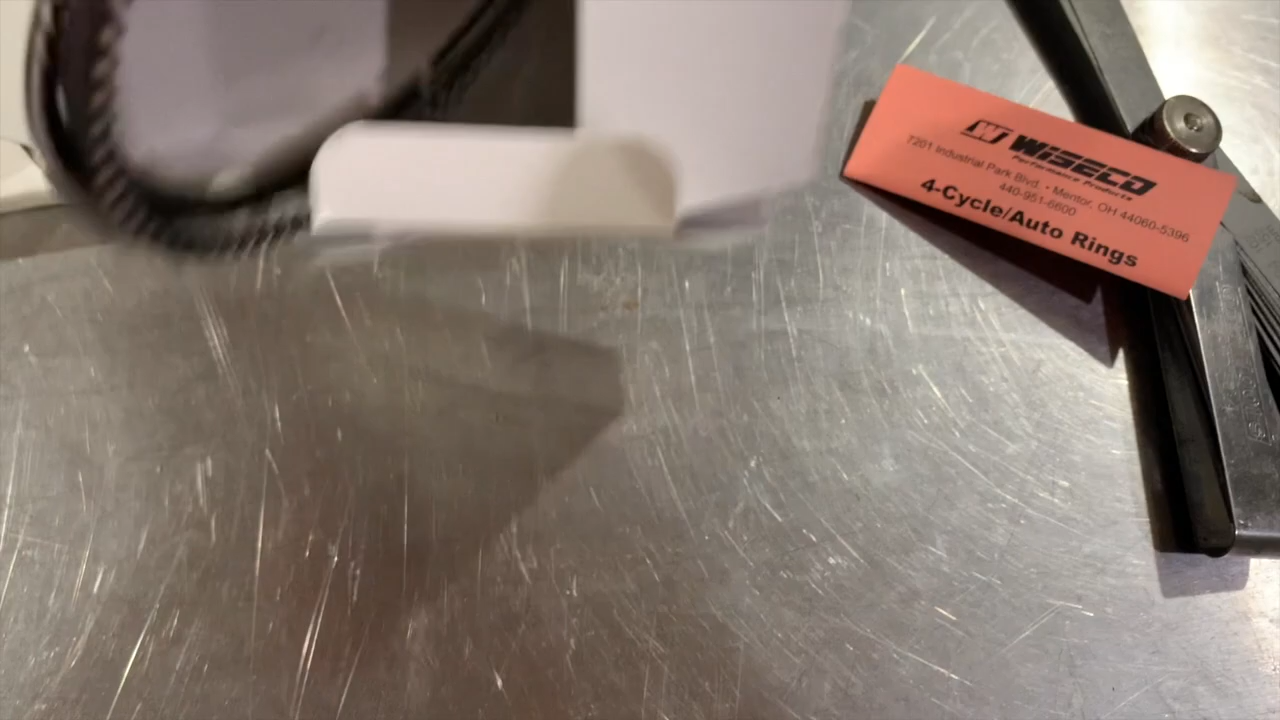 W WISECO
Performance Products
7201 Industrial Park Blvd. • Mentor, OH 44060-5396
440-951-6600
4-Cycle/Auto Rings